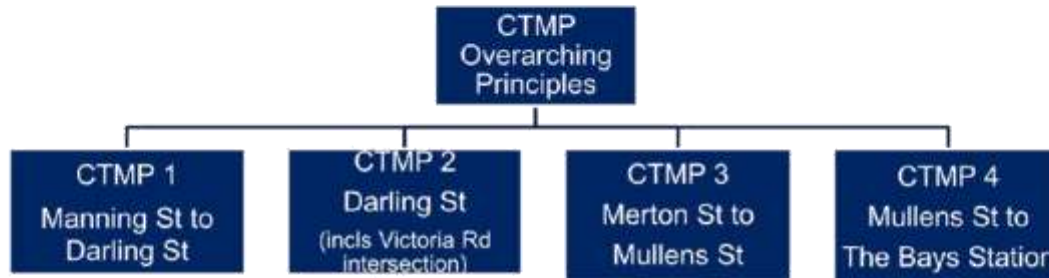 CTMP
Overarching
Principles
CTMP 1
Manning St to
Darling St
CTMP 2
Darling St
(incls Victoria Rd
intersection)
CTMP 3
Merton St to
Mullens St
CTMP 4
Mullens St to
The Bays Station